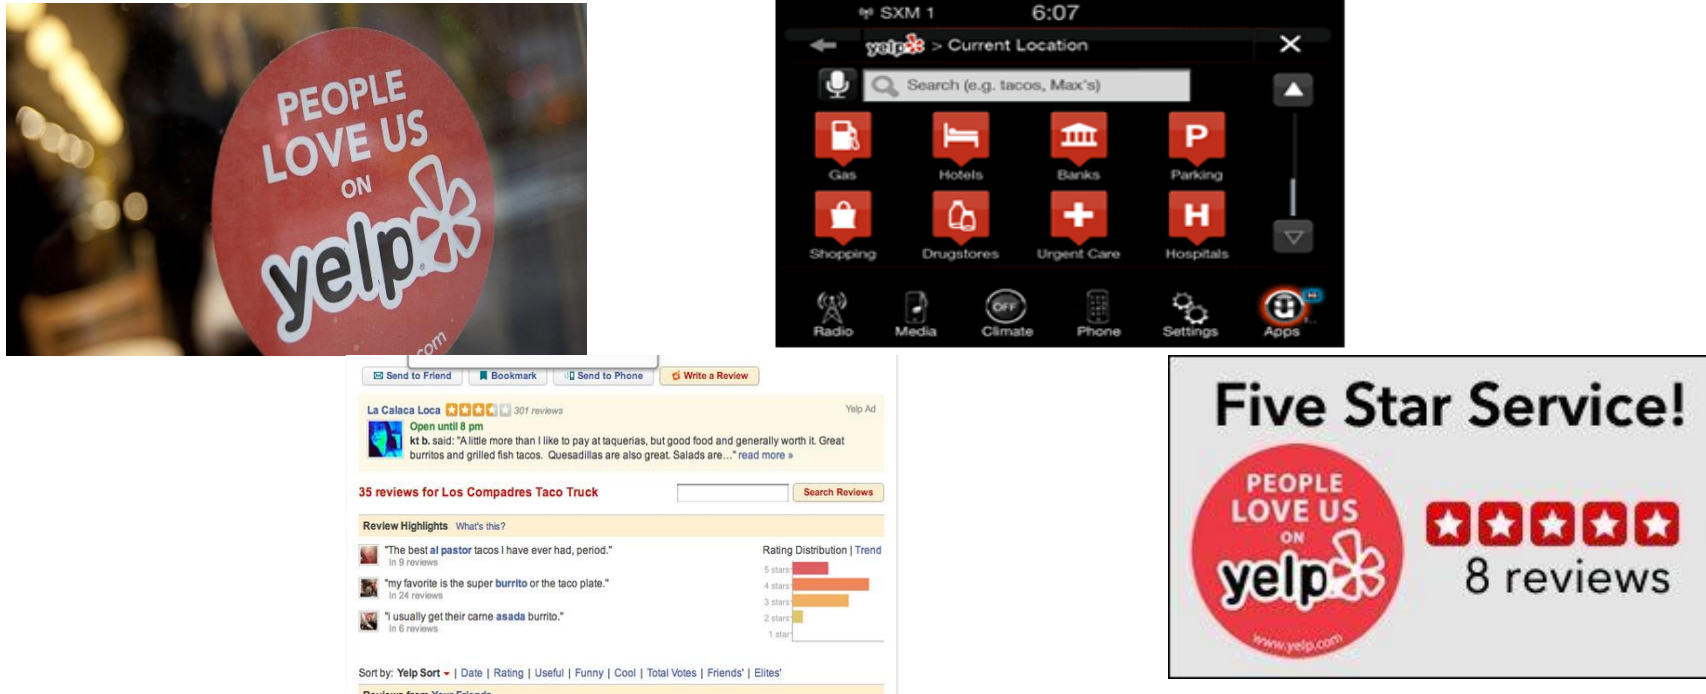 PEOPLE
LOVE US
ON
yelp
.com
SXM 1 6:07
yelp > Current Location
Search (e.g. tacos, Max's)
Gas Hotels Banks Parking
Shopping Drugstores Urgent Care Hospitals
OFF
Radio Media Climate Phone Settings Apps
Send to Friend Bookmark Send to Phone Write a Review
La Calaca Loca 301 reviews Yelp Ad
Open until 8 pm
kt b. said: "A little more than I like to pay at taquerias, but good food and generally worth it. Great
burritos and grilled fish tacos. Quesadillas are also great. Salads are..." read more »
35 reviews for Los Compadres Taco Truck Search Reviews
Review Highlights What's this?
"The best al pastor tacos I have ever had, period."
In 9 reviews
"my favorite is the super burrito or the taco plate."
In 24 reviews
"i usually get their carne asada burrito."
In 6 reviews
Rating Distribution | Trend
5 stars
4 stars
3 stars
2 stars
1 star
Sort by: Yelp Sort | Date | Rating | Useful | Funny | Cool | Total Votes | Friends' | Elites'
Reviews from Your Friends
Five Star Service!
PEOPLE
LOVE US
ON
yelp
www.yelp.com
8 reviews